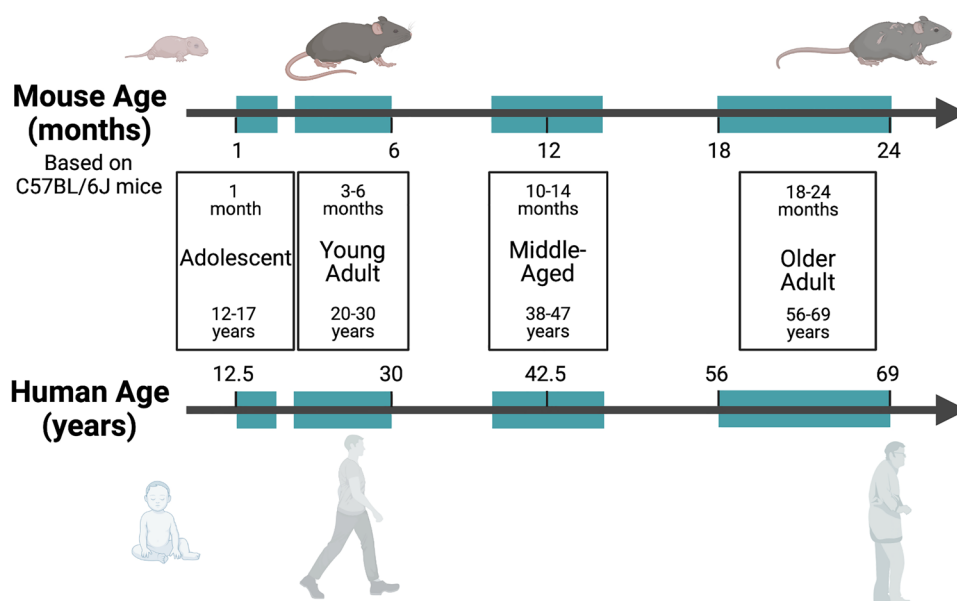 Mouse Age
(months)
Based on
C57BL/6J mice
1
6
12
18
24
1
month
Adolescent
12-17
years
3-6
months
Young
Adult
20-30
years
10-14
months
Middle-
Aged
38-47
years
18-24
months
Older
Adult
56-69
years
Human Age
(years)
12.5
30
42.5
56
69